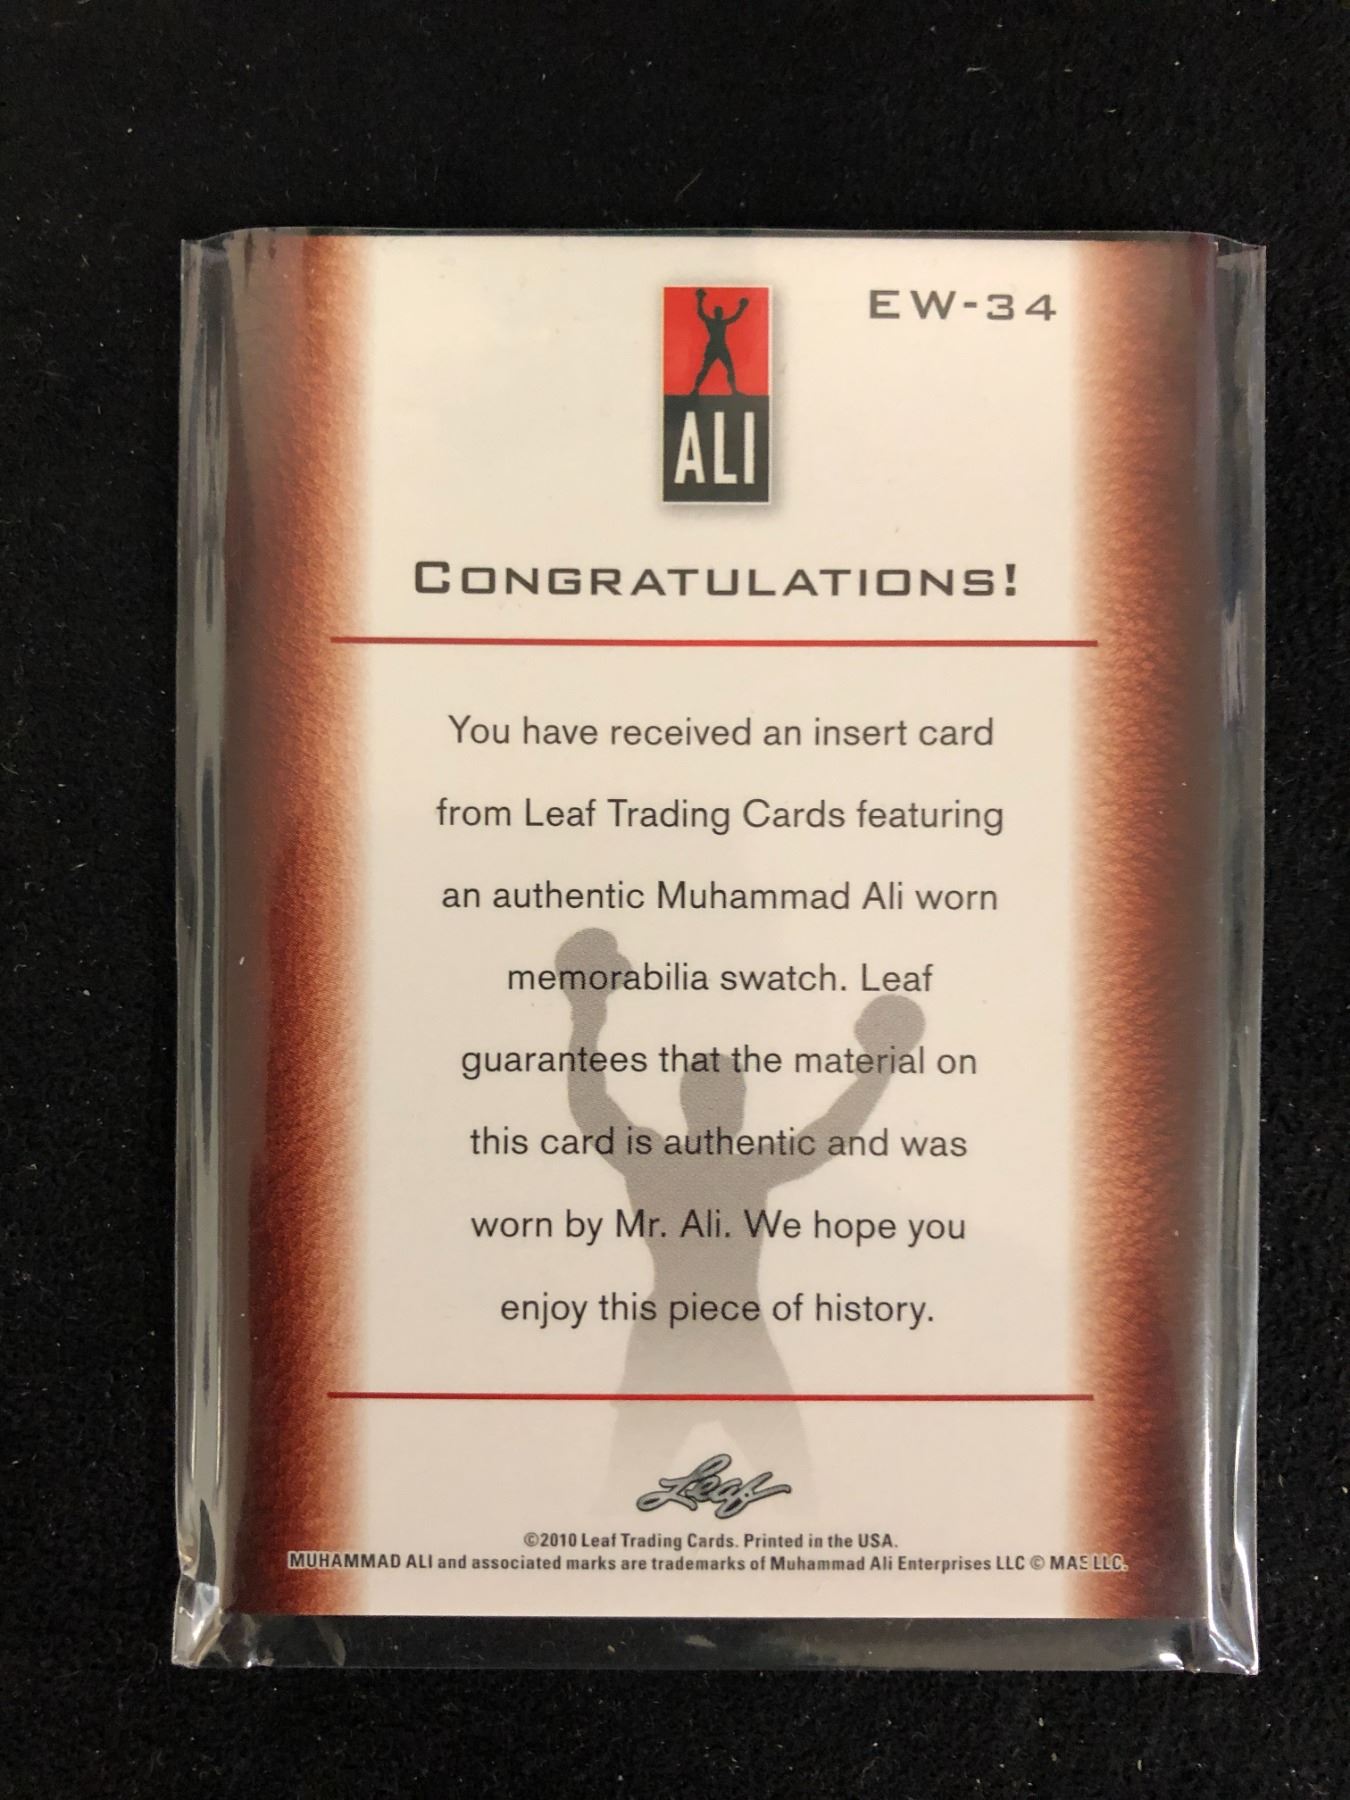 EW-34
ALI
CONGRATULATIONS!
You have received an insert card
from Leaf Trading Cards featuring
an authentic Muhammad Ali worn
memorabilia swatch. Leaf
guarantees that the material on
this card is authentic and was
worn by Mr. Ali. We hope you
enjoy this piece of history.
Leaf
©2010 Leaf Trading Cards. Printed in the USA.
MUHAMMAD ALI and associated marks are trademarks of Muhammad Ali Enterprises LLC © MAE LLC.